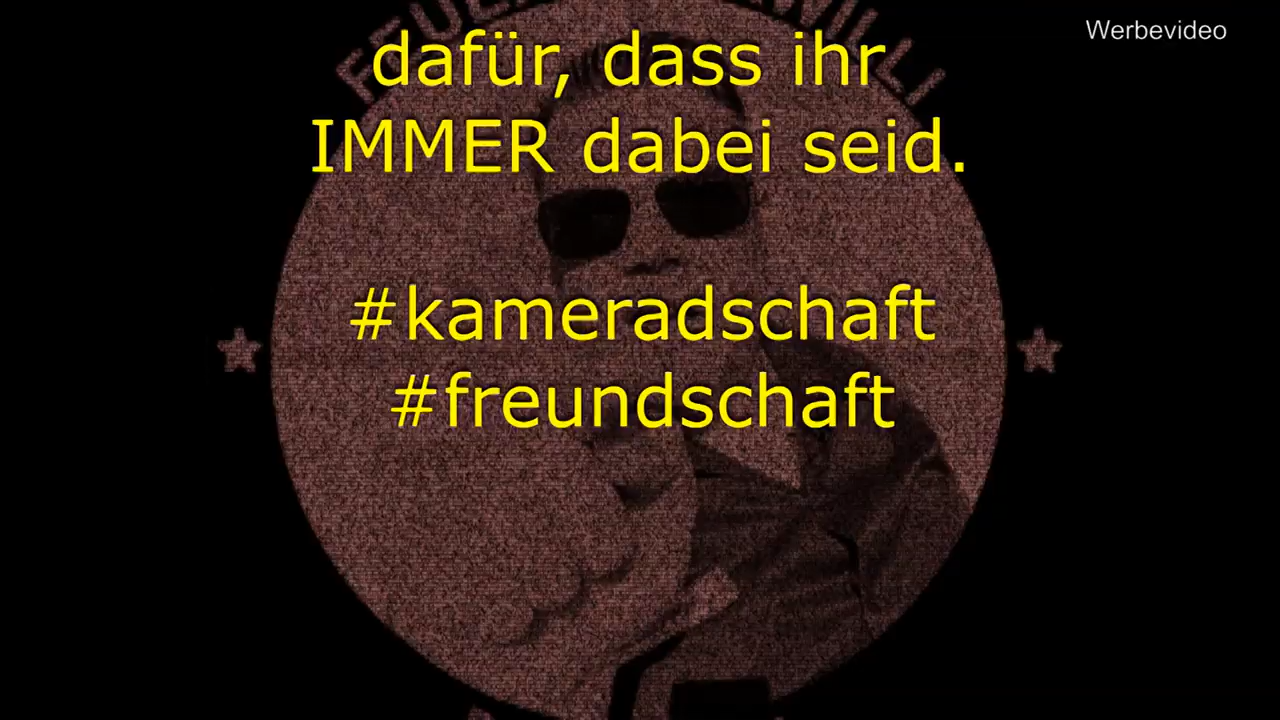 Werbevideo
dafür, dass ihr
IMMER dabei seid.
#kameradschaft
#freundschaft